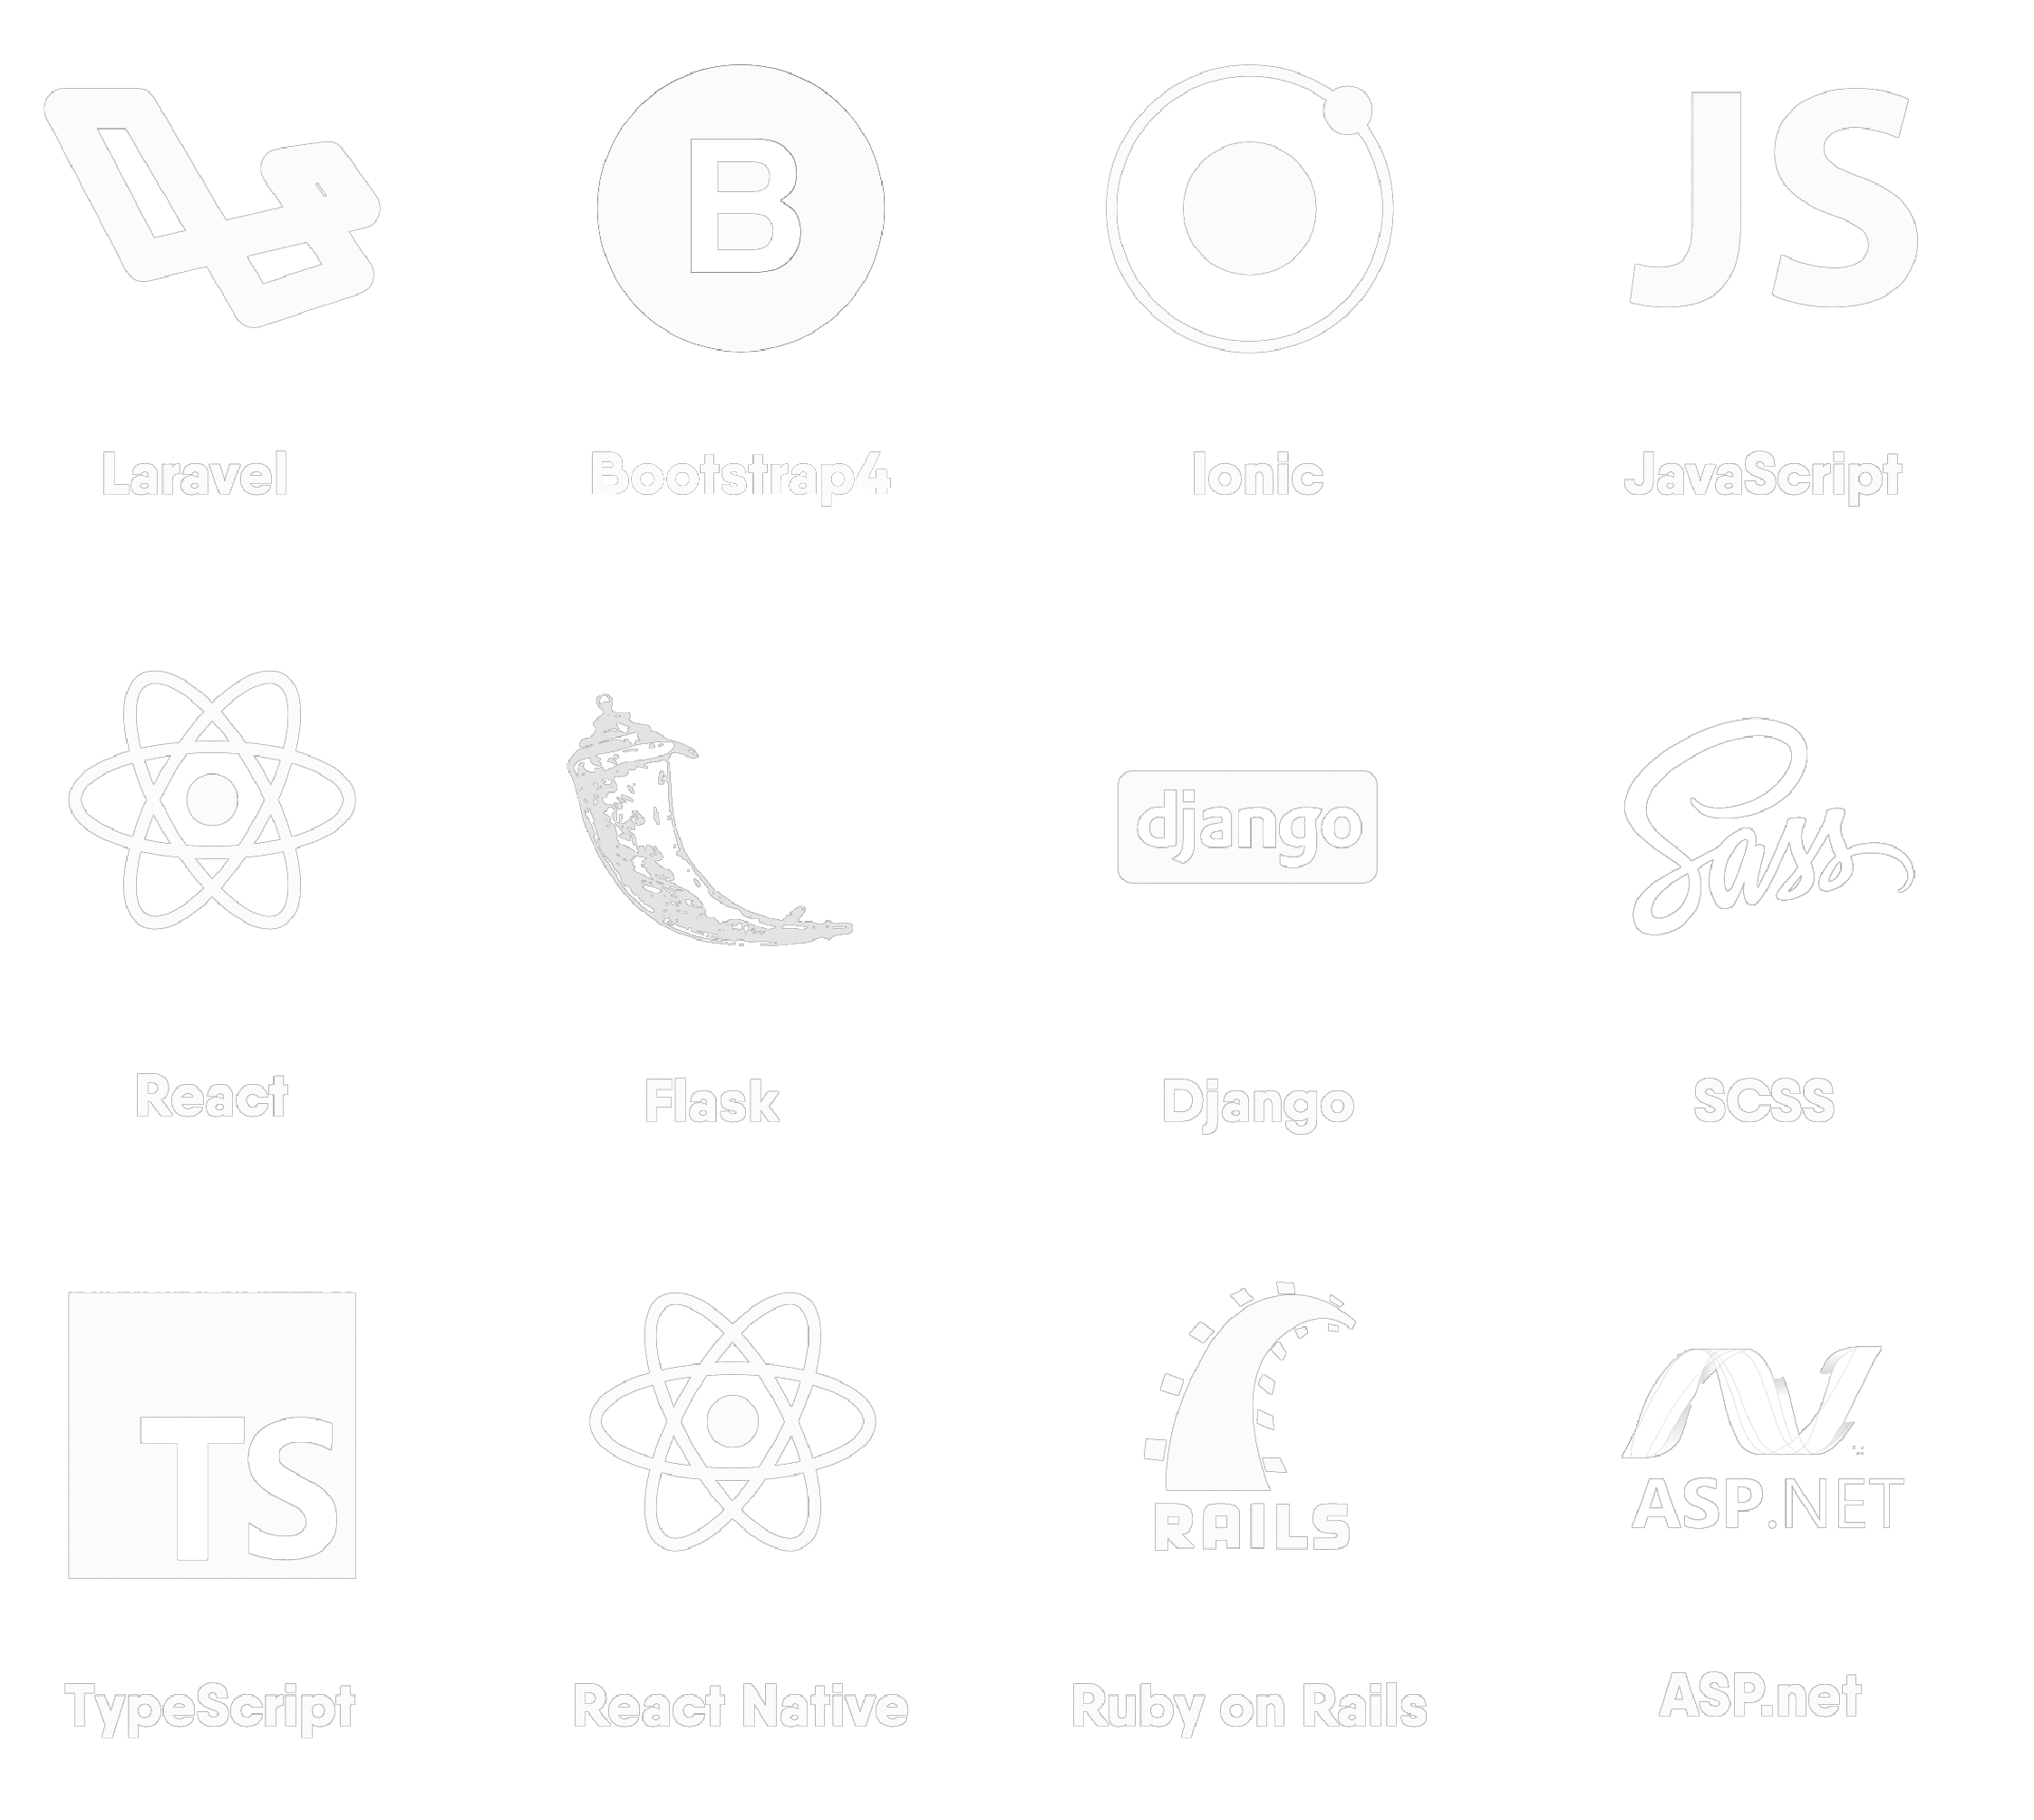 B
JS
Laravel
Bootstrap4
Ionic
JavaScript
django
Sass
React
Flask
Django
SCSS
TS
RAILS
ASP.NET
TypeScript
React Native
Ruby on Rails
ASP.net